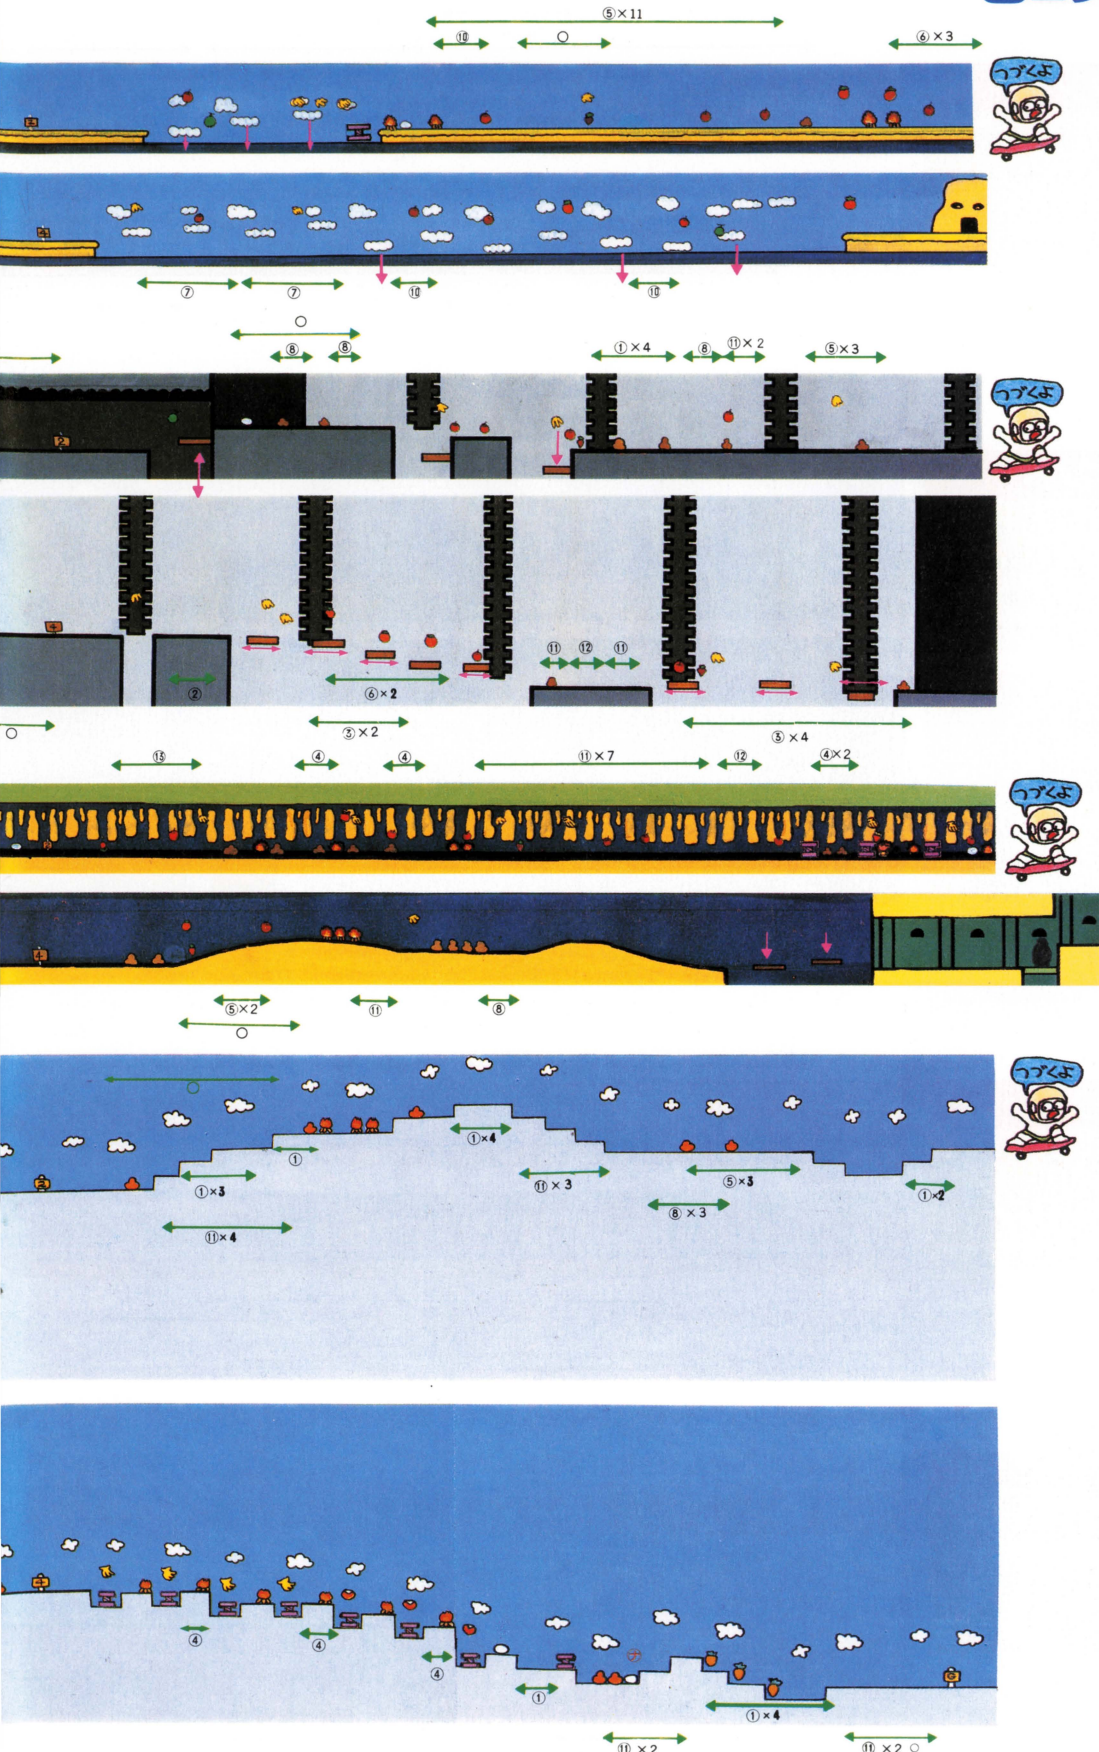 ⑤×11
⑩ ○ ⑥×3
つづくよ
⑦ ⑦ ⑩ ⑩
○
⑧ ⑧ ①×4 ⑧ ⑪×2 ⑤×3
つづくよ
2
4
② ⑥×2 ⑪ ⑫ ⑪
○ ③×2 ③×4
⑬ ④ ④ ⑪×7 ⑫ ④×2
つづくよ
⑤×2 ⑪ ⑧
○
つづくよ
○
①×4
①
①×3 ⑪×3 ⑤×3 ①×2
⑧×3
⑪×4
④ ④
④
①
①×4
⑪×2 ⑪×2 ○